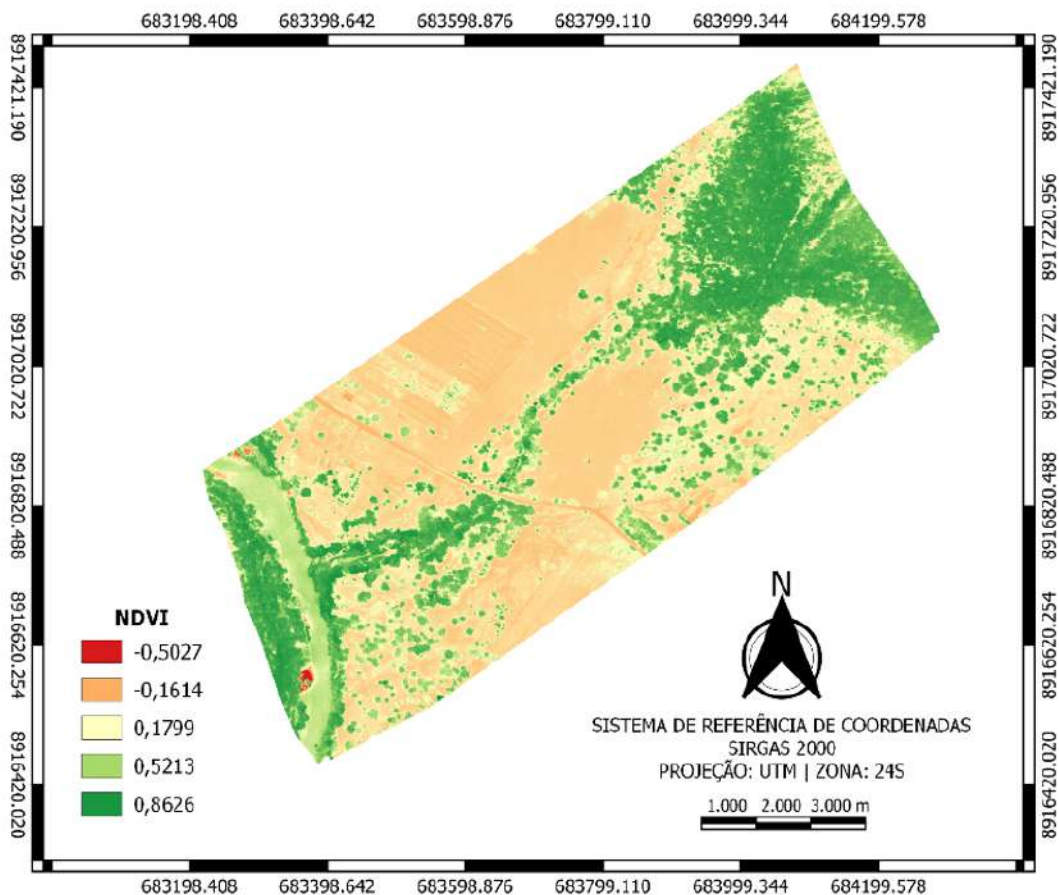 683198.408 683398.642 683598.876 683799.110 683999.344 684199.578
8917421.190
8917220.956
8917020.722
8916820.488
8916620.254
8916420.020
8917421.190
8917220.956
8917020.722
8916820.488
8916620.254
8916420.020
N
NDVI
-0,5027
-0,1614
0,1799
0,5213
0,8626
SISTEMA DE REFERÊNCIA DE COORDENADAS
SIRGAS 2000
PROJEÇÃO: UTM | ZONA: 24S
1.000 2.000 3.000 m
683198.408 683398.642 683598.876 683799.110 683999.344 684199.578